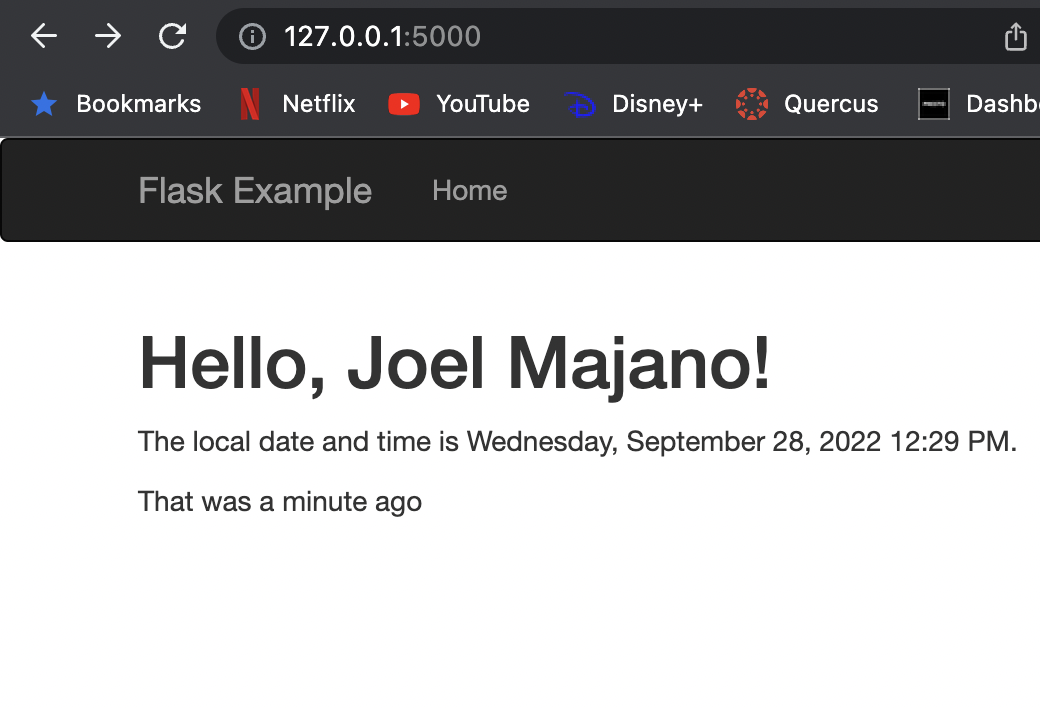 127.0.0.1:5000
Bookmarks Netflix YouTube Disney+ Quercus Dashb
Flask Example Home
Hello, Joel Majano!
The local date and time is Wednesday, September 28, 2022 12:29 PM.
That was a minute ago